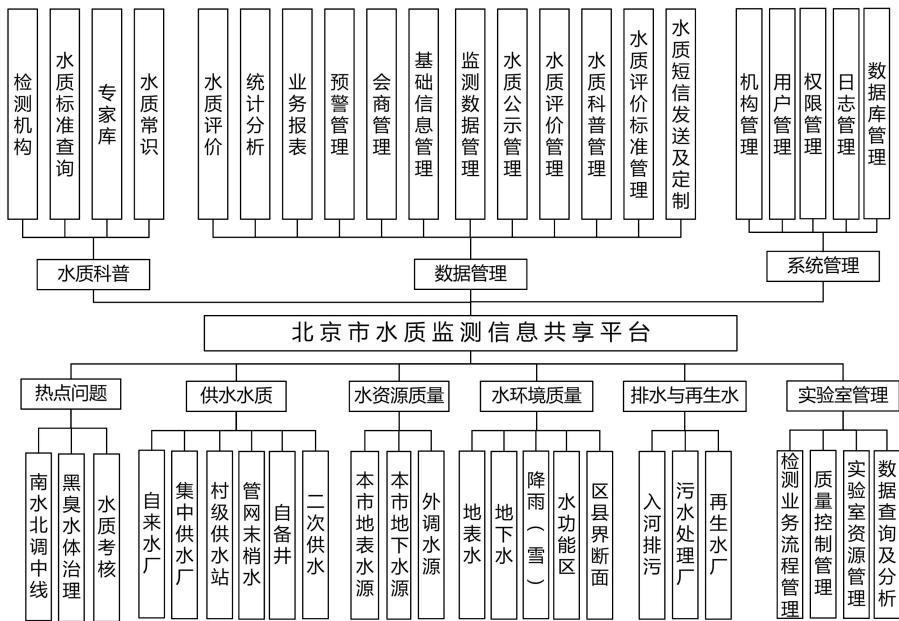 检测机构
水质标准查询
专家库
水质常识
水质评价
统计分析
业务报表
预警管理
会商管理
基础信息管理
监测数据管理
水质公示管理
水质评价管理
水质科普管理
水质评价标准管理
水质短信发送及定制
机构管理
用户管理
权限管理
日志管理
数据库管理
水质科普
数据管理
系统管理
北京市水质监测信息共享平台
热点问题
供水水质
水资源质量
水环境质量
排水与再生水
实验室管理
南水北调中线
黑臭水体治理
水质考核
自来水厂
集中供水厂
村级供水站
管网末梢水
自备井
二次供水
本市地表水源
本市地下水源
外调水源
地表水
地下水
降雨（雪）
水功能区
区县界断面
入河排污
污水处理厂
再生水厂
检测业务流程管理
质量控制管理
实验室资源管理
数据查询及分析